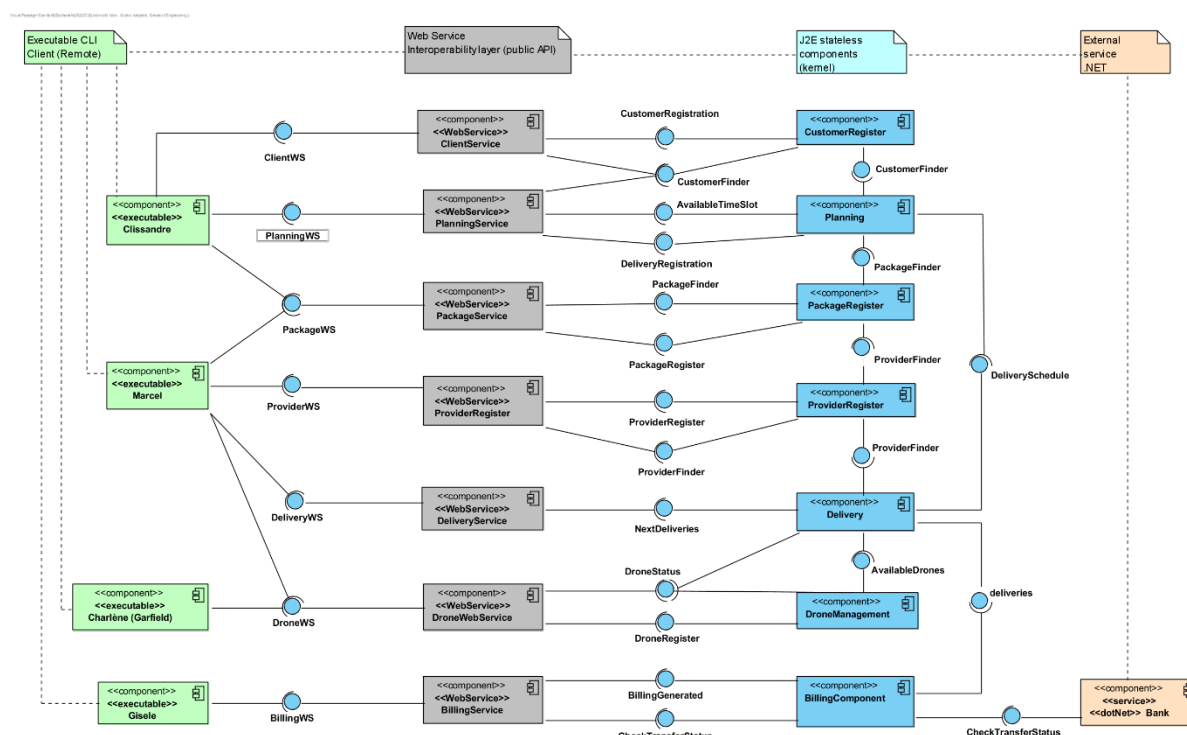 Executable CLI
Client (Remote)
Web Service
Interoperability layer (public API)
J2E stateless
components
(kernel)
External
service
.NET
<<component>>
<<executable>>
Clissandre
<<component>>
<<executable>>
Marcel
<<component>>
<<executable>>
Charlène (Garfield)
<<component>>
<<executable>>
Gisele
ClientWS
PlanningWS
PackageWS
ProviderWS
DeliveryWS
DroneWS
BillingWS
<<component>>
<<WebService>>
ClientService
<<component>>
<<WebService>>
PlanningService
<<component>>
<<WebService>>
PackageService
<<component>>
<<WebService>>
ProviderRegister
<<component>>
<<WebService>>
DeliveryService
<<component>>
<<WebService>>
DroneWebService
<<component>>
<<WebService>>
BillingService
CustomerRegistration
CustomerFinder
AvailableTimeSlot
DeliveryRegistration
PackageFinder
PackageRegister
ProviderRegister
ProviderFinder
NextDeliveries
DroneStatus
DroneRegister
BillingGenerated
CheckTransferStatus
<<component>>
CustomerRegister
CustomerFinder
<<component>>
Planning
PackageFinder
<<component>>
PackageRegister
ProviderFinder
<<component>>
ProviderRegister
ProviderFinder
<<component>>
Delivery
AvailableDrones
<<component>>
DroneManagement
<<component>>
BillingComponent
DeliverySchedule
deliveries
CheckTransferStatus
<<component>>
<<service>>
<<dotNet>> Bank